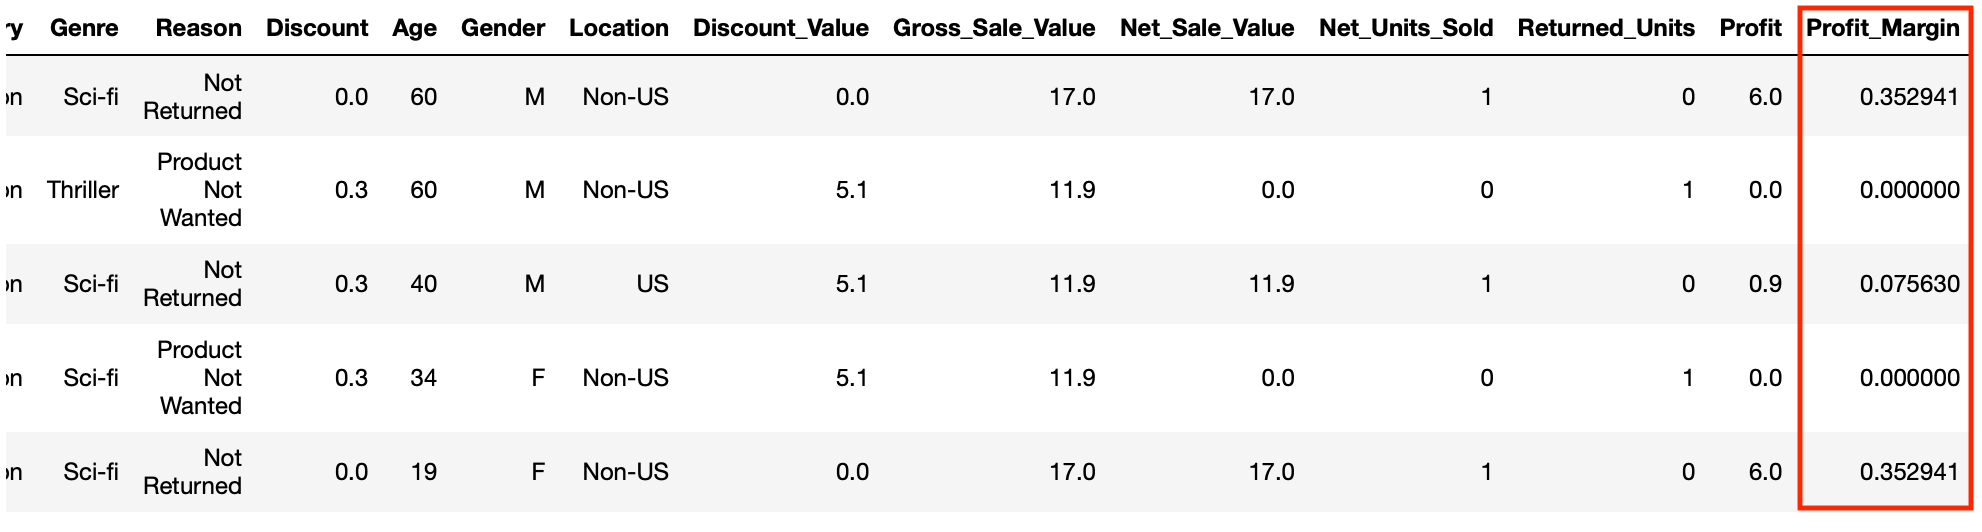 ry Genre Reason Discount Age Gender Location Discount_Value Gross_Sale_Value Net_Sale_Value Net_Units_Sold Returned_Units Profit Profit_Margin
on Sci-fi Not Returned 0.0 60 M Non-US 0.0 17.0 17.0 1 0 6.0 0.352941
on Thriller Product Not Wanted 0.3 60 M Non-US 5.1 11.9 0.0 0 1 0.0 0.000000
on Sci-fi Not Returned 0.3 40 M US 5.1 11.9 11.9 1 0 0.9 0.075630
on Sci-fi Product Not Wanted 0.3 34 F Non-US 5.1 11.9 0.0 0 1 0.0 0.000000
on Sci-fi Not Returned 0.0 19 F Non-US 0.0 17.0 17.0 1 0 6.0 0.352941